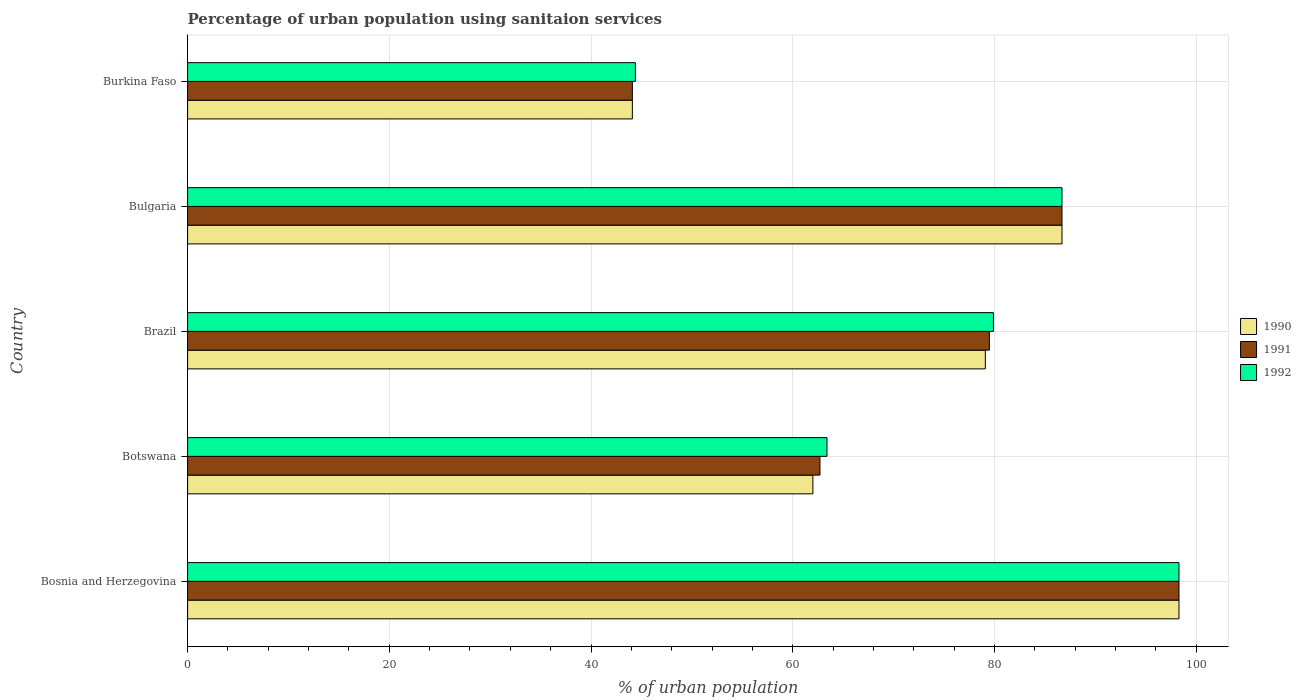 Percentage of urban population using sanitaion services
Burkina Faso
Bulgaria
Brazil
Botswana
Bosnia and Herzegovina
Country
0
20
40
60
80
100
% of urban population
1990
1991
1992